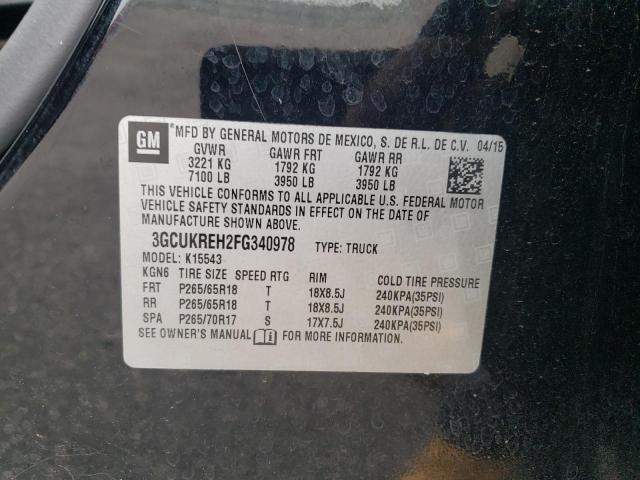 GM
*MFD BY GENERAL MOTORS DE MEXICO, S. DE R.L. DE C.V. 04/15
GVWR GAWR FRT GAWR RR
3221 KG 1792 KG 1792 KG
7100 LB 3950 LB 3950 LB
THIS VEHICLE CONFORMS TO ALL APPLICABLE U.S. FEDERAL MOTOR
VEHICLE SAFETY STANDARDS IN EFFECT ON THE DATE OF
MANUFACTURE SHOWN ABOVE.
3GCUKREH2FG340978 TYPE: TRUCK
MODEL: K15543
KGN6 TIRE SIZE SPEED RTG RIM COLD TIRE PRESSURE
FRT P265/65R18 T 18X8.5J 240KPA(35PSI)
RR P265/65R18 T 18X8.5J 240KPA(35PSI)
SPA P265/70R17 S 17X7.5J 240KPA(35PSI)
SEE OWNER'S MANUAL FOR MORE INFORMATION.